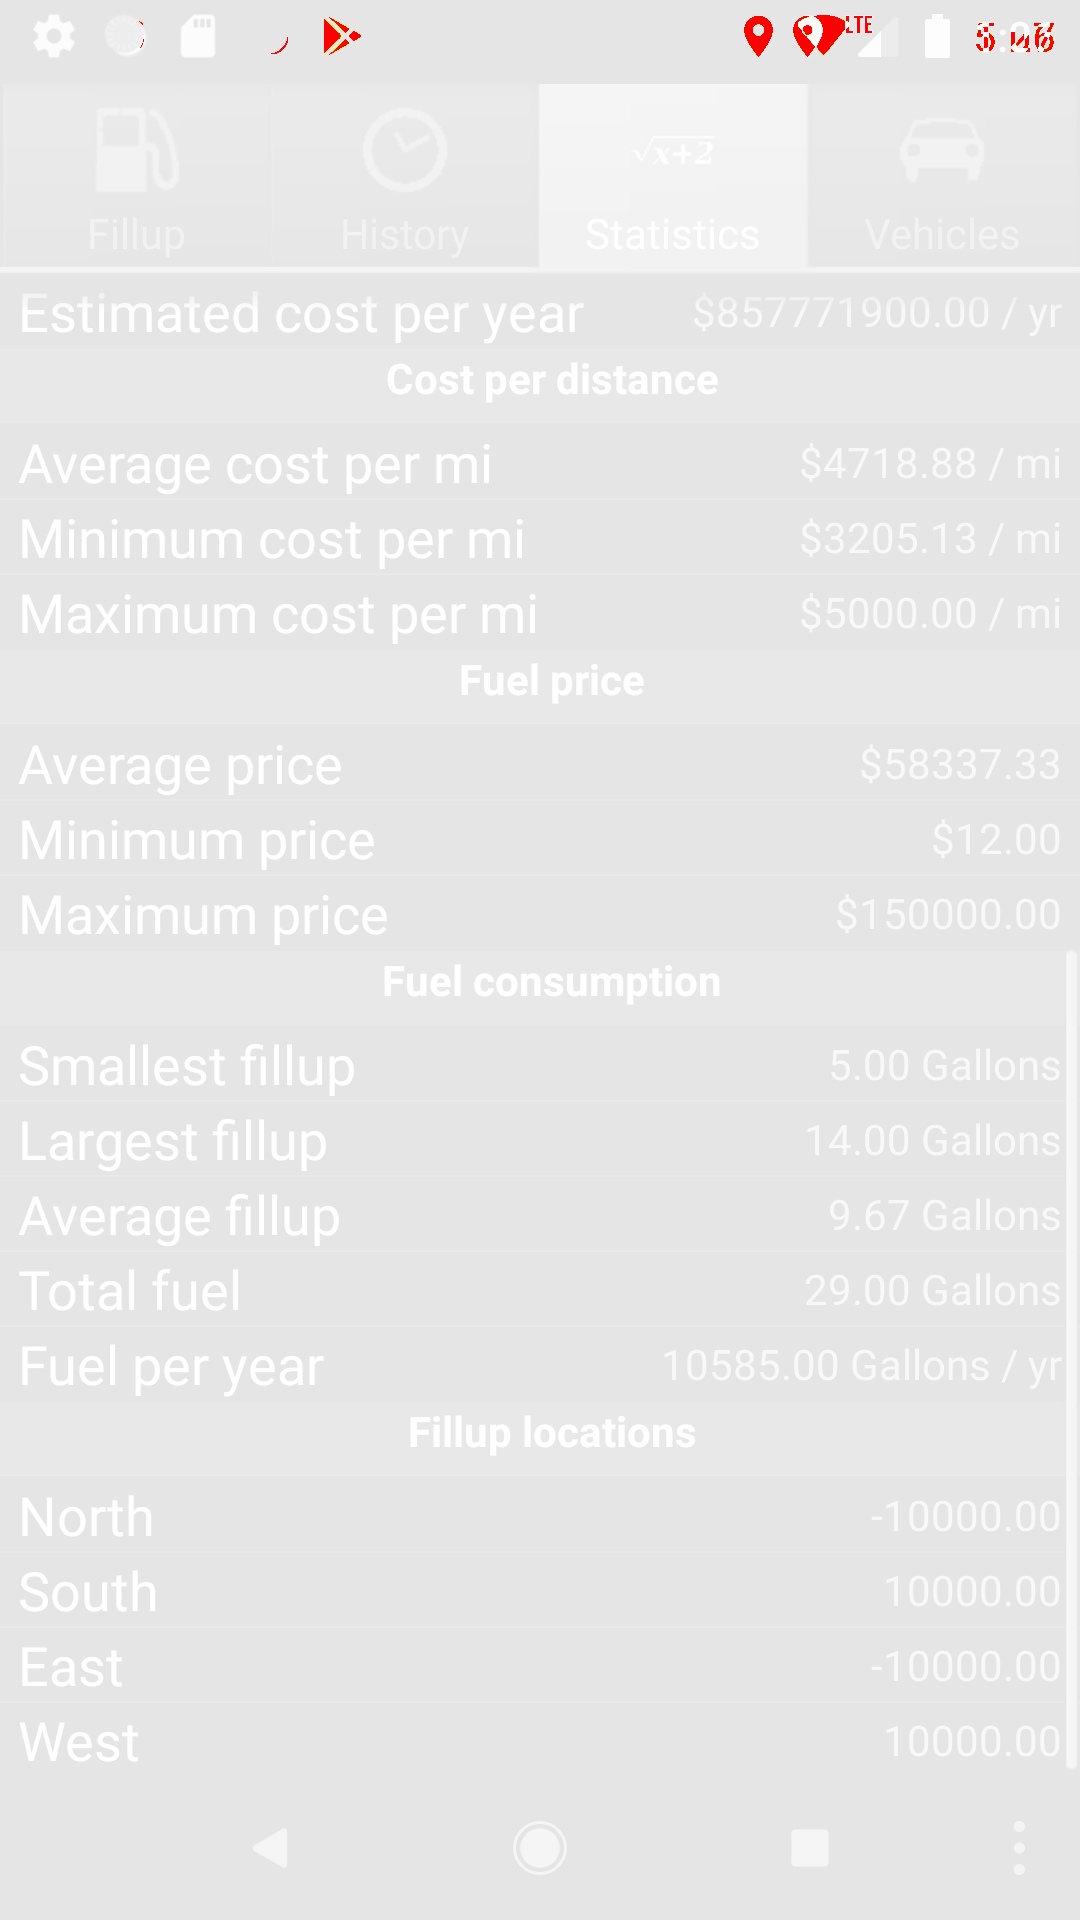 LTE
Fillup History √x+2 Statistics Vehicles
Estimated cost per year $857771900.00 / yr
Cost per distance
Average cost per mi $4718.88 / mi
Minimum cost per mi $3205.13 / mi
Maximum cost per mi $5000.00 / mi
Fuel price
Average price $58337.33
Minimum price $12.00
Maximum price $150000.00
Fuel consumption
Smallest fillup 5.00 Gallons
Largest fillup 14.00 Gallons
Average fillup 9.67 Gallons
Total fuel 29.00 Gallons
Fuel per year 10585.00 Gallons / yr
Fillup locations
North -10000.00
South 10000.00
East -10000.00
West 10000.00